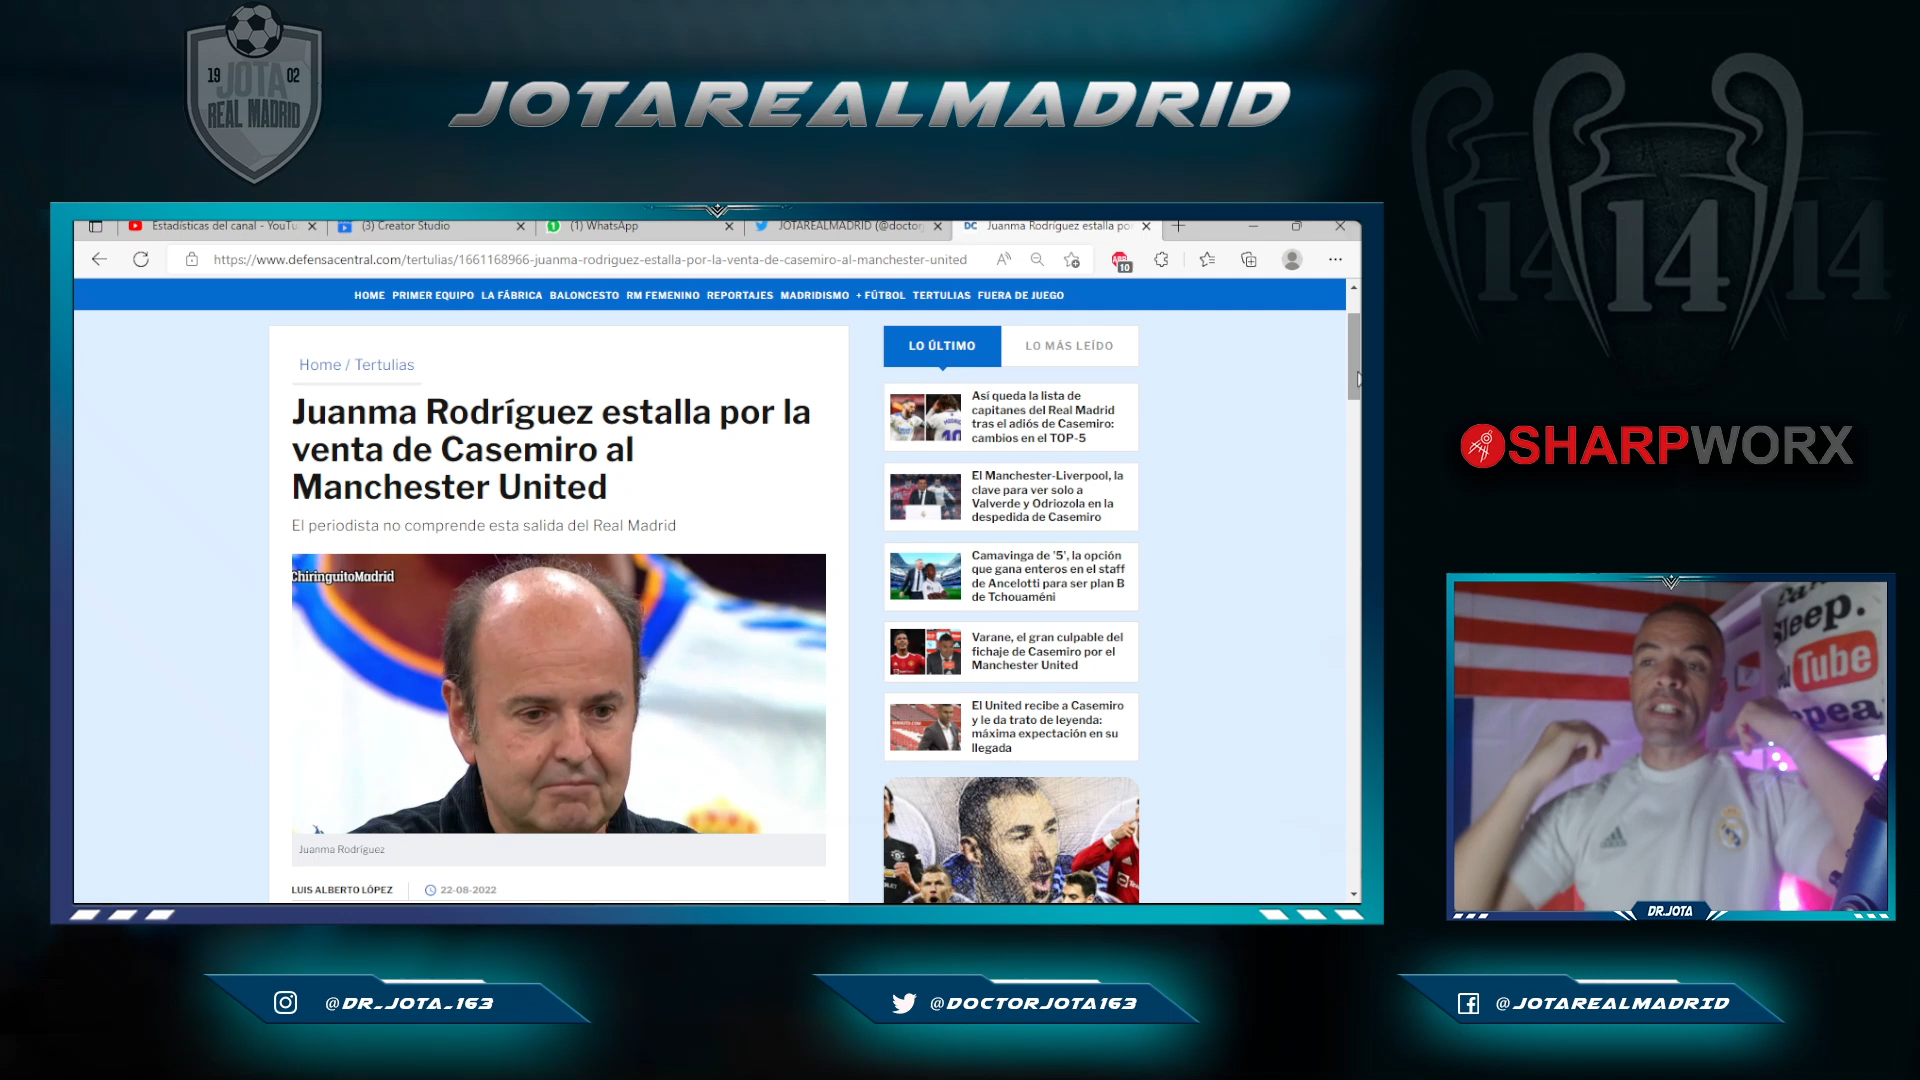 19 02
JOTA
REAL MADRID
JOTAREALMADRID
14 14 14
Estadísticas del canal - YouTu
(3) Creator Studio
(1) WhatsApp
JOTAREALMADRID (@doctorj
DC Juanma Rodríguez estalla por
https://www.defensacentral.com/tertulias/1661168966-juanma-rodriguez-estalla-por-la-venta-de-casemiro-al-manchester-united
10
HOME PRIMER EQUIPO LA FÁBRICA BALONCESTO RM FEMENINO REPORTAJES MADRIDISMO + FÚTBOL TERTULIAS FUERA DE JUEGO
Home / Tertulias
Juanma Rodríguez estalla por la
venta de Casemiro al
Manchester United
El periodista no comprende esta salida del Real Madrid
ChiringuitoMadrid
Juanma Rodríguez
LUIS ALBERTO LÓPEZ
22-08-2022
LO ÚLTIMO
LO MÁS LEÍDO
Así queda la lista de
capitanes del Real Madrid
tras el adiós de Casemiro:
cambios en el TOP-5
El Manchester-Liverpool, la
clave para ver solo a
Valverde y Odriozola en la
despedida de Casemiro
Camavinga de '5', la opción
que gana enteros en el staff
de Ancelotti para ser plan B
de Tchouaméni
Varane, el gran culpable del
fichaje de Casemiro por el
Manchester United
El United recibe a Casemiro
y le da trato de leyenda:
máxima expectación en su
llegada
SHARPWORX
Sleep.
Tube
epea
DR.JOTA
@DR_JOTA_163
@DOCTORJOTA163
@JOTAREALMADRID